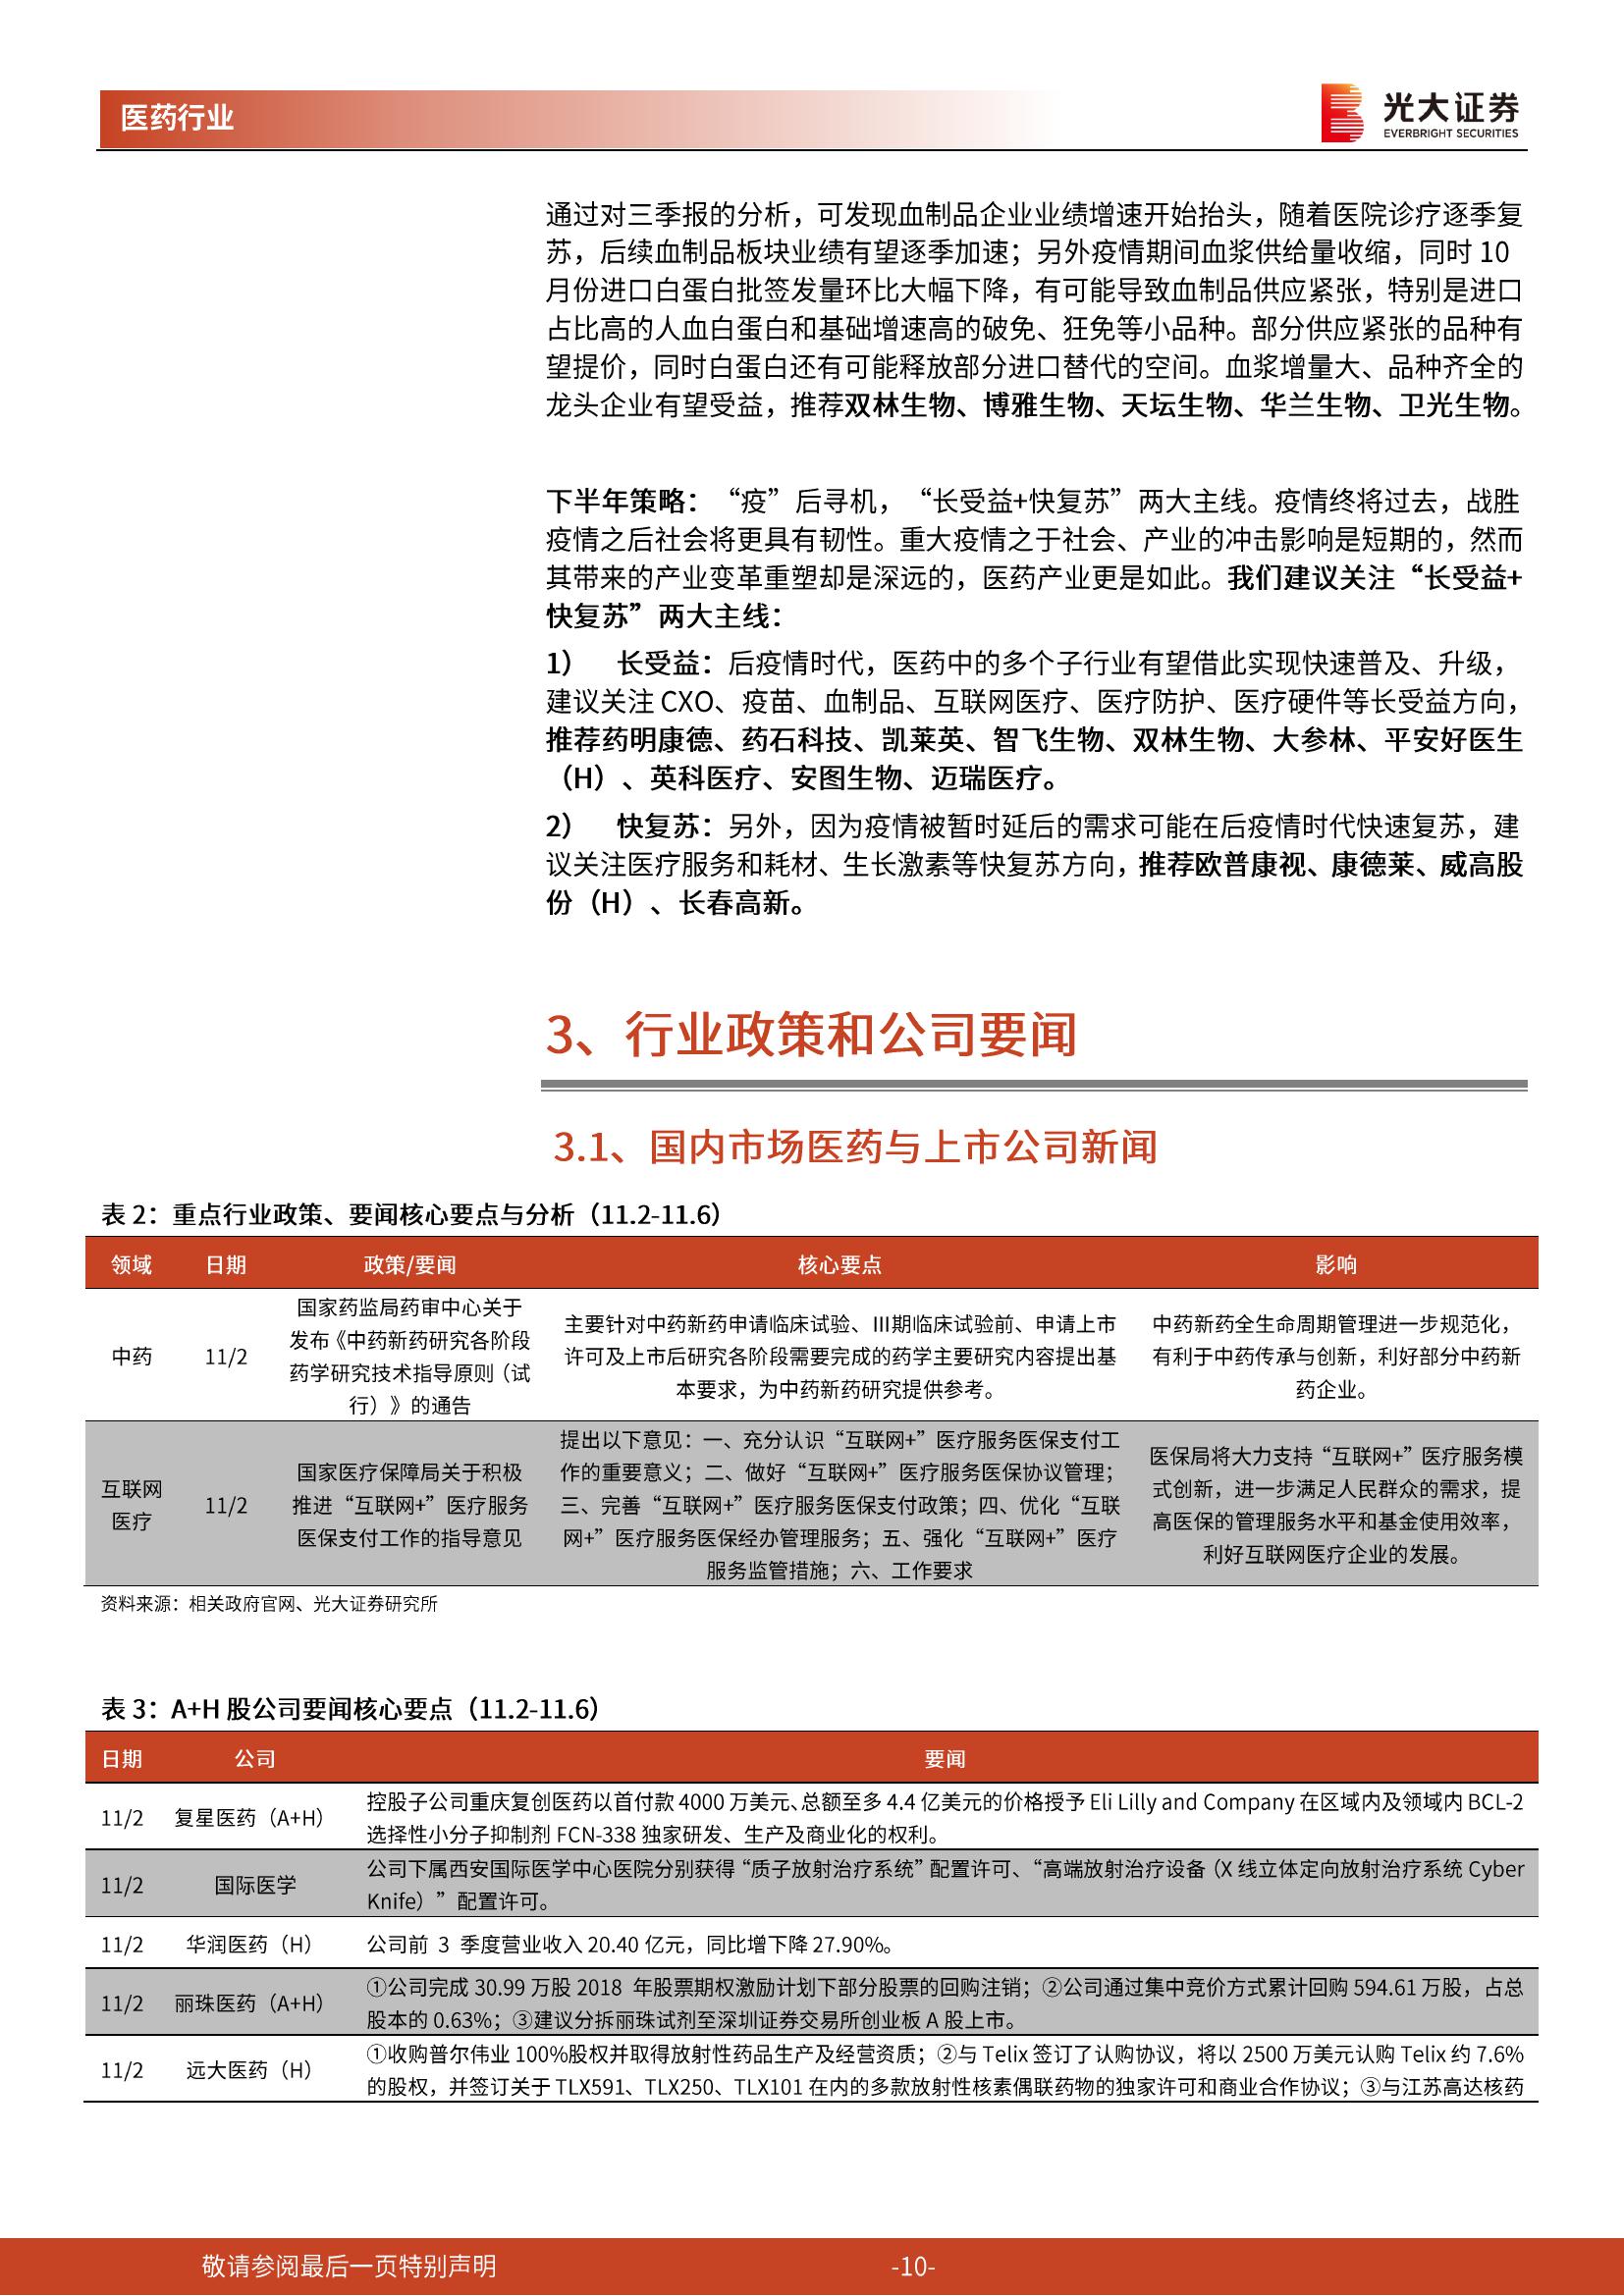 医药行业
光大证券
EVERBRIGHT SECURITIES
通过对三季报的分析，可发现血制品企业业绩增速开始抬头，随着医院诊疗逐季复
苏，后续血制品板块业绩有望逐季加速；另外疫情期间血浆供给量收缩，同时 10
月份进口白蛋白批签发量环比大幅下降，有可能导致血制品供应紧张，特别是进口
占比高的人血白蛋白和基础增速高的破免、狂免等小品种。部分供应紧张的品种有
望提价，同时白蛋白还有可能释放部分进口替代的空间。血浆增量大、品种齐全的
龙头企业有望受益，推荐双林生物、博雅生物、天坛生物、华兰生物、卫光生物。
下半年策略：“疫”后寻机，“长受益+快复苏”两大主线。疫情终将过去，战胜
疫情之后社会将更具有韧性。重大疫情之于社会、产业的冲击影响是短期的，然而
其带来的产业变革重塑却是深远的，医药产业更是如此。我们建议关注“长受益+
快复苏”两大主线：
1） 长受益：后疫情时代，医药中的多个子行业有望借此实现快速普及、升级，
建议关注 CXO、疫苗、血制品、互联网医疗、医疗防护、医疗硬件等长受益方向，
推荐药明康德、药石科技、凯莱英、智飞生物、双林生物、大参林、平安好医生
（H）、英科医疗、安图生物、迈瑞医疗。
2） 快复苏：另外，因为疫情被暂时延后的需求可能在后疫情时代快速复苏，建
议关注医疗服务和耗材、生长激素等快复苏方向，推荐欧普康视、康德莱、威高股
份（H）、长春高新。
3、行业政策和公司要闻
3.1、国内市场医药与上市公司新闻
表 2：重点行业政策、要闻核心要点与分析（11.2-11.6）
领域 日期 政策/要闻 核心要点 影响
中药 11/2
国家药监局药审中心关于
发布《中药新药研究各阶段
药学研究技术指导原则（试
行）》的通告
主要针对中药新药申请临床试验、III期临床试验前、申请上市
许可及上市后研究各阶段需要完成的药学主要研究内容提出基
本要求，为中药新药研究提供参考。
中药新药全生命周期管理进一步规范化，
有利于中药传承与创新，利好部分中药新
药企业。
互联网
医疗
11/2
国家医疗保障局关于积极
推进“互联网+”医疗服务
医保支付工作的指导意见
提出以下意见：一、充分认识“互联网+”医疗服务医保支付工
作的重要意义；二、做好“互联网+”医疗服务医保协议管理；
三、完善“互联网+”医疗服务医保支付政策；四、优化“互联
网+”医疗服务医保经办管理服务；五、强化“互联网+”医疗
服务监管措施；六、工作要求
医保局将大力支持“互联网+”医疗服务模
式创新，进一步满足人民群众的需求，提
高医保的管理服务水平和基金使用效率，
利好互联网医疗企业的发展。
资料来源：相关政府官网、光大证券研究所
表 3：A+H 股公司要闻核心要点（11.2-11.6）
日期 公司 要闻
11/2 复星医药（A+H）
控股子公司重庆复创医药以首付款 4000 万美元、总额至多 4.4 亿美元的价格授予 Eli Lilly and Company 在区域内及领域内 BCL-2
选择性小分子抑制剂 FCN-338 独家研发、生产及商业化的权利。
11/2 国际医学
公司下属西安国际医学中心医院分别获得“质子放射治疗系统”配置许可、“高端放射治疗设备（X 线立体定向放射治疗系统 Cyber
Knife）”配置许可。
11/2 华润医药（H） 公司前 3 季度营业收入 20.40 亿元，同比增下降 27.90%。
11/2 丽珠医药（A+H）
①公司完成 30.99 万股 2018 年股票期权激励计划下部分股票的回购注销；②公司通过集中竞价方式累计回购 594.61 万股，占总
股本的 0.63%；③建议分拆丽珠试剂至深圳证券交易所创业板 A 股上市。
11/2 远大医药（H）
①收购普尔伟业 100%股权并取得放射性药品生产及经营资质；②与 Telix 签订了认购协议，将以 2500 万美元认购 Telix 约 7.6%
的股权，并签订关于 TLX591、TLX250、TLX101 在内的多款放射性核素偶联药物的独家许可和商业合作协议；③与江苏高达核药
敬请参阅最后一页特别声明
-10-